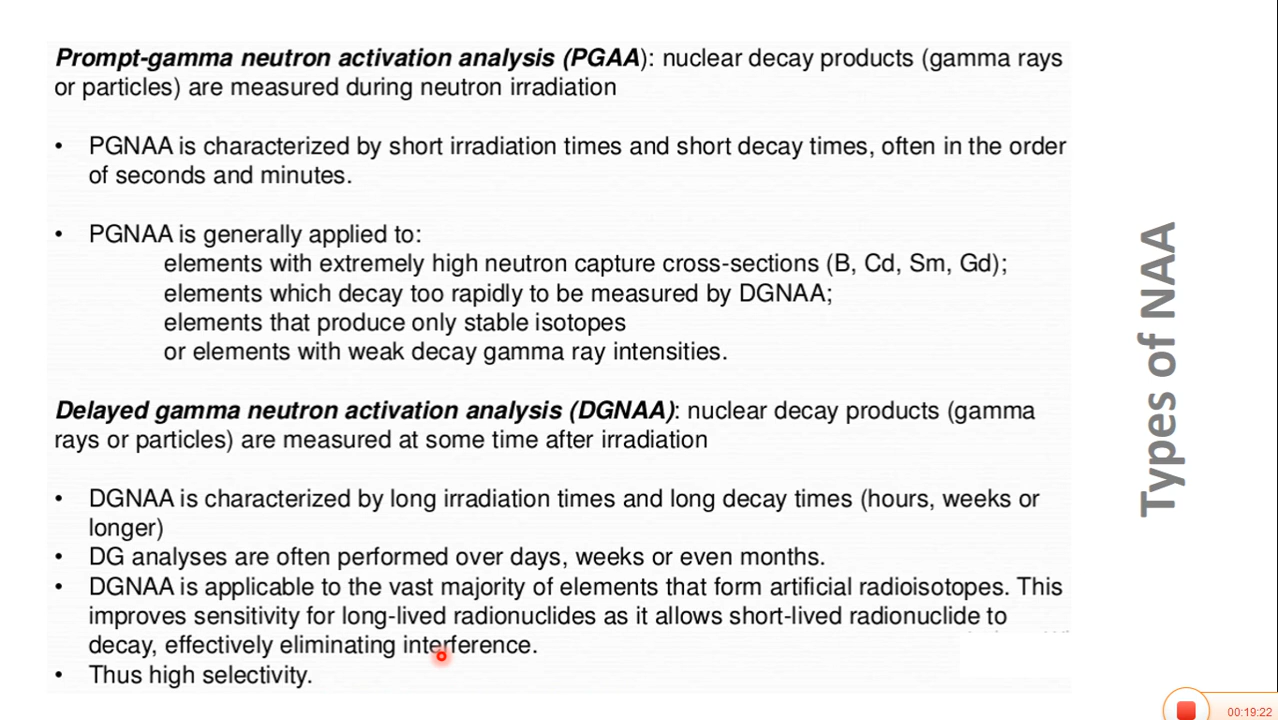 Prompt-gamma neutron activation analysis (PGAA): nuclear decay products (gamma rays
or particles) are measured during neutron irradiation
• PGNAA is characterized by short irradiation times and short decay times, often in the order
of seconds and minutes.
• PGNAA is generally applied to:
elements with extremely high neutron capture cross-sections (B, Cd, Sm, Gd);
elements which decay too rapidly to be measured by DGNAA;
elements that produce only stable isotopes
or elements with weak decay gamma ray intensities.
Delayed gamma neutron activation analysis (DGNAA): nuclear decay products (gamma
rays or particles) are measured at some time after irradiation
• DGNAA is characterized by long irradiation times and long decay times (hours, weeks or
longer)
• DG analyses are often performed over days, weeks or even months.
• DGNAA is applicable to the vast majority of elements that form artificial radioisotopes. This
improves sensitivity for long-lived radionuclides as it allows short-lived radionuclide to
decay, effectively eliminating interference.
• Thus high selectivity.
Types of NAA
00:19:22